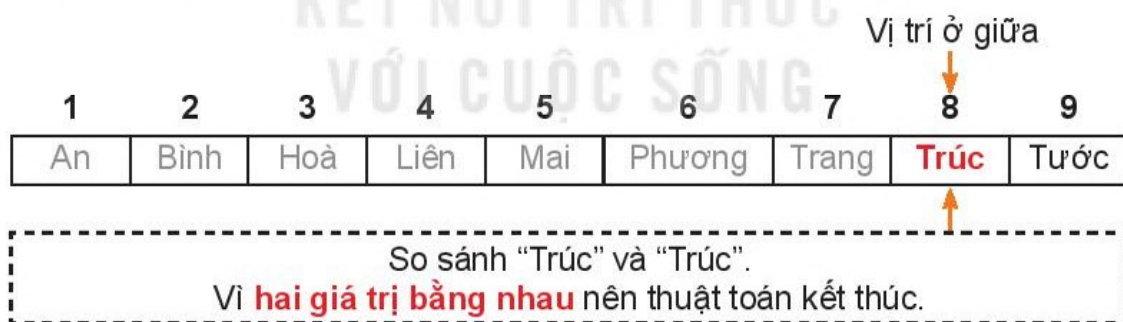 KẾT NỐI TRI THỨC
VỚI CUỘC SỐNG
Vị trí ở giữa
1 2 3 4 5 6 7 8 9
An Bình Hoà Liên Mai Phương Trang Trúc Tước
So sánh “Trúc” và “Trúc”.
Vì hai giá trị bằng nhau nên thuật toán kết thúc.